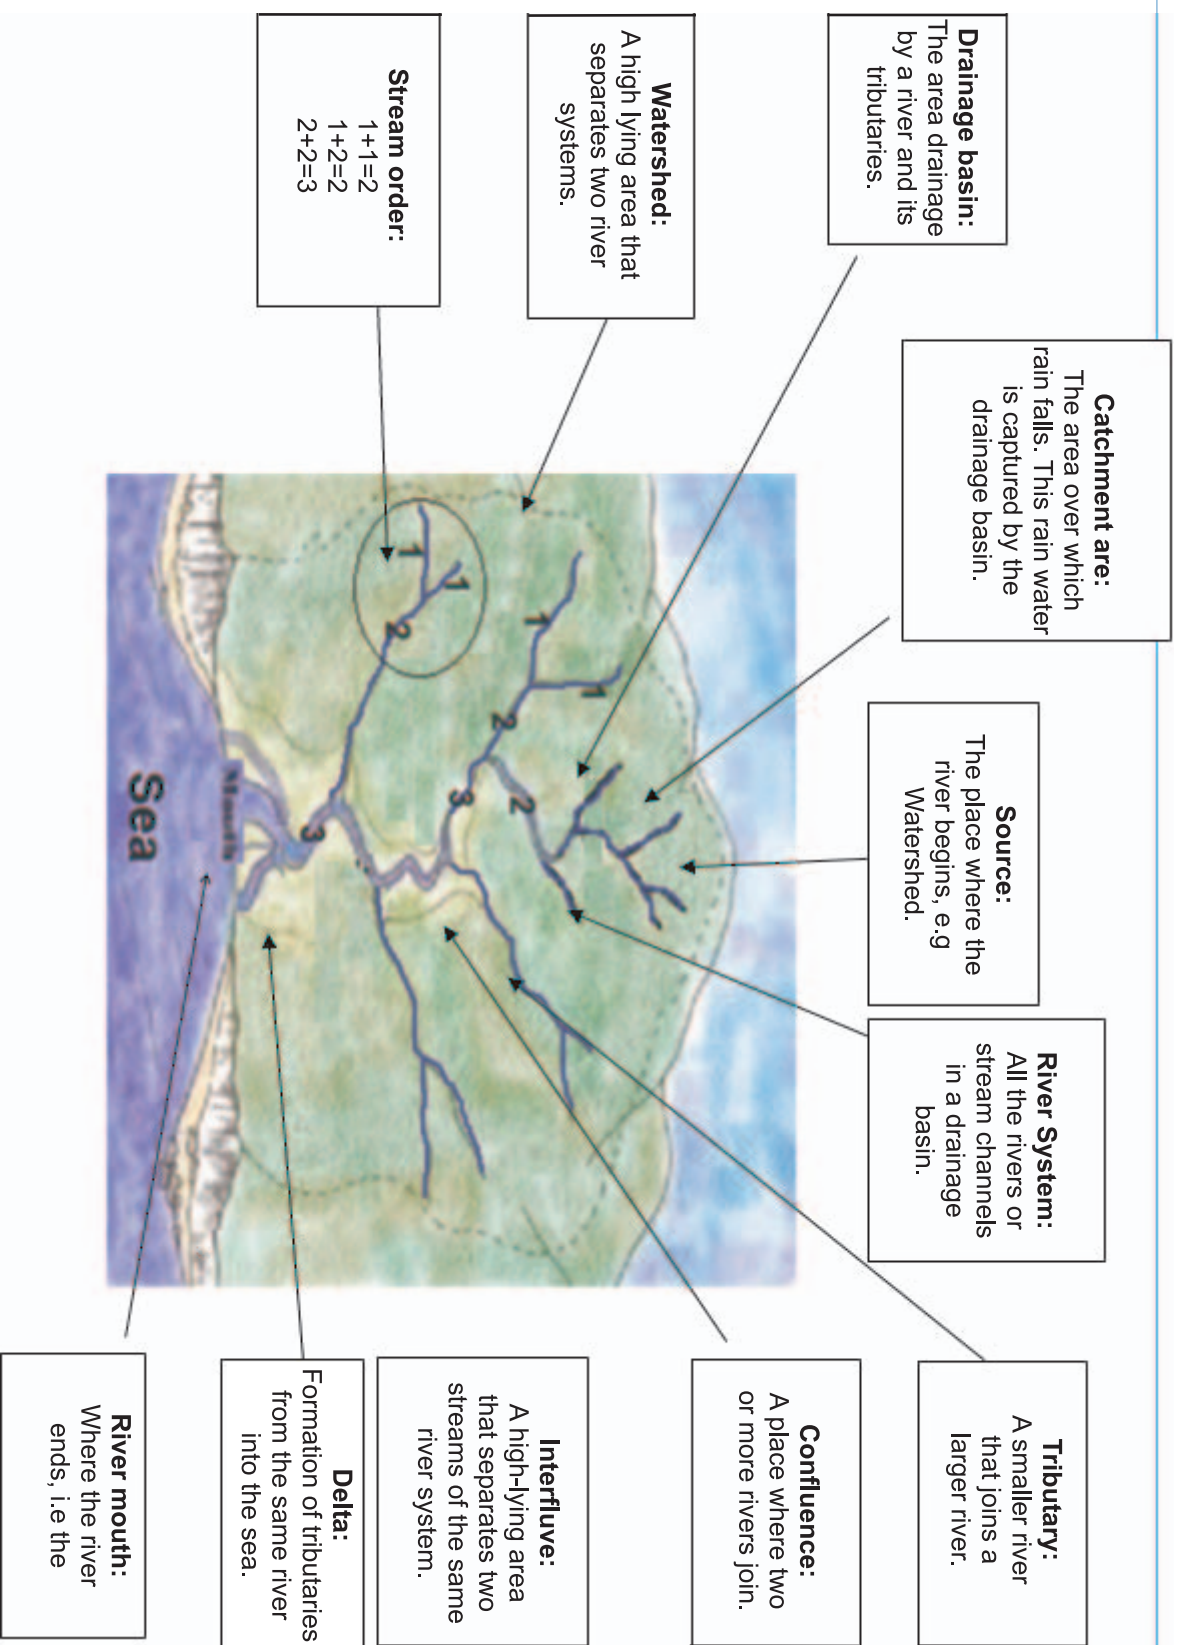 Catchment are:
The area over which
rain falls. This rain water
is captured by the
drainage basin.
Source:
The place where the
river begins, e.g
Watershed.
River System:
All the rivers or
stream channels
in a drainage
basin.
Drainage basin:
The area drainage
by a river and its
tributaries.
Tributary:
A smaller river
that joins a
larger river.
Watershed:
A high lying area that
separates two river
systems.
Confluence:
A place where two
or more rivers join.
Stream order:
1+1=2
1+2=2
2+2=3
Interfluve:
A high-lying area
that separates two
streams of the same
river system.
Delta:
Formation of tributaries
from the same river
into the sea.
River mouth:
Where the river
ends, i.e the
1
1
2
1
1
2
2
3
3
Mouth
Sea